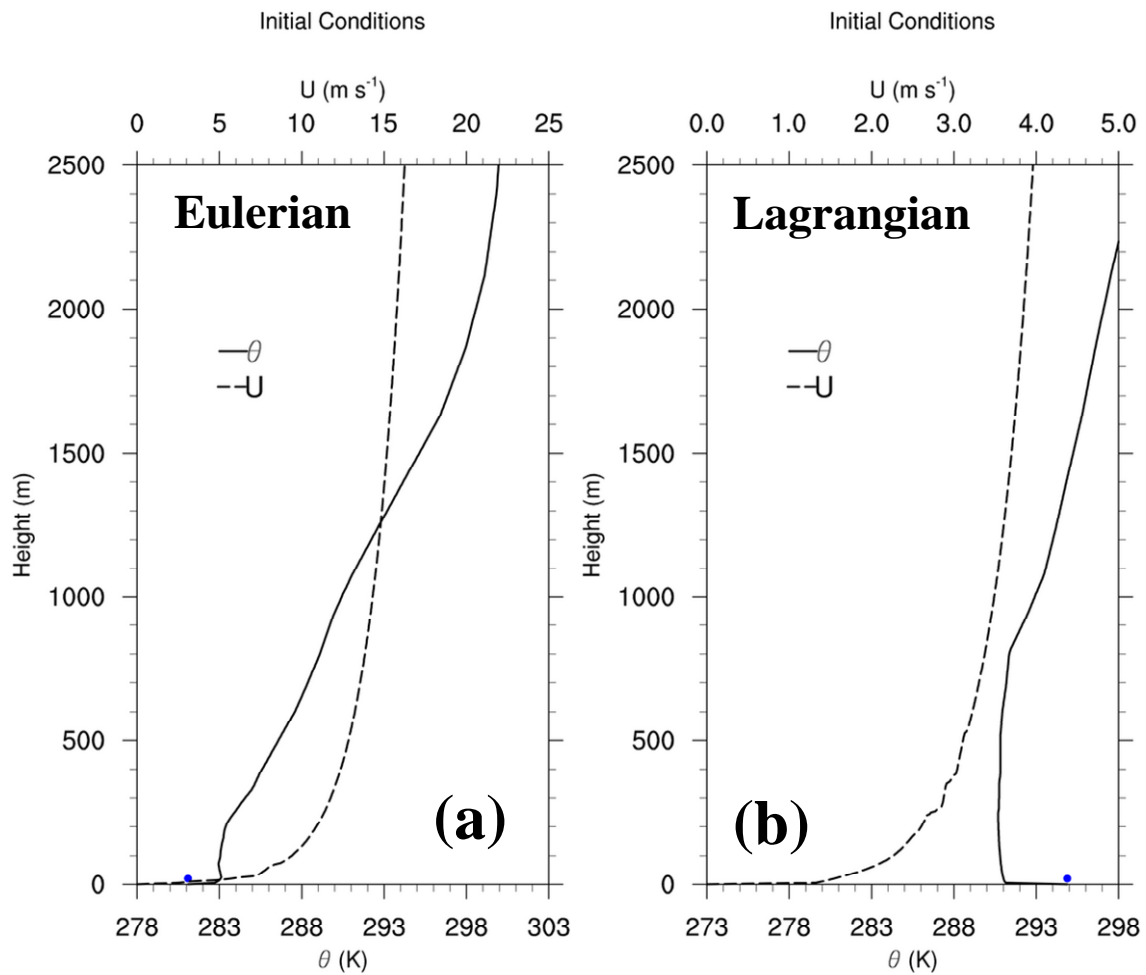 Initial Conditions
U (m s⁻¹)
0 5 10 15 20 25
2500
2000
1500
1000
500
0
Height (m)
Eulerian
θ
U
(a)
278 283 288 293 298 303
θ (K)
Initial Conditions
U (m s⁻¹)
0.0 1.0 2.0 3.0 4.0 5.0
2500
2000
1500
1000
500
0
Height (m)
Lagrangian
θ
U
(b)
273 278 283 288 293 298
θ (K)